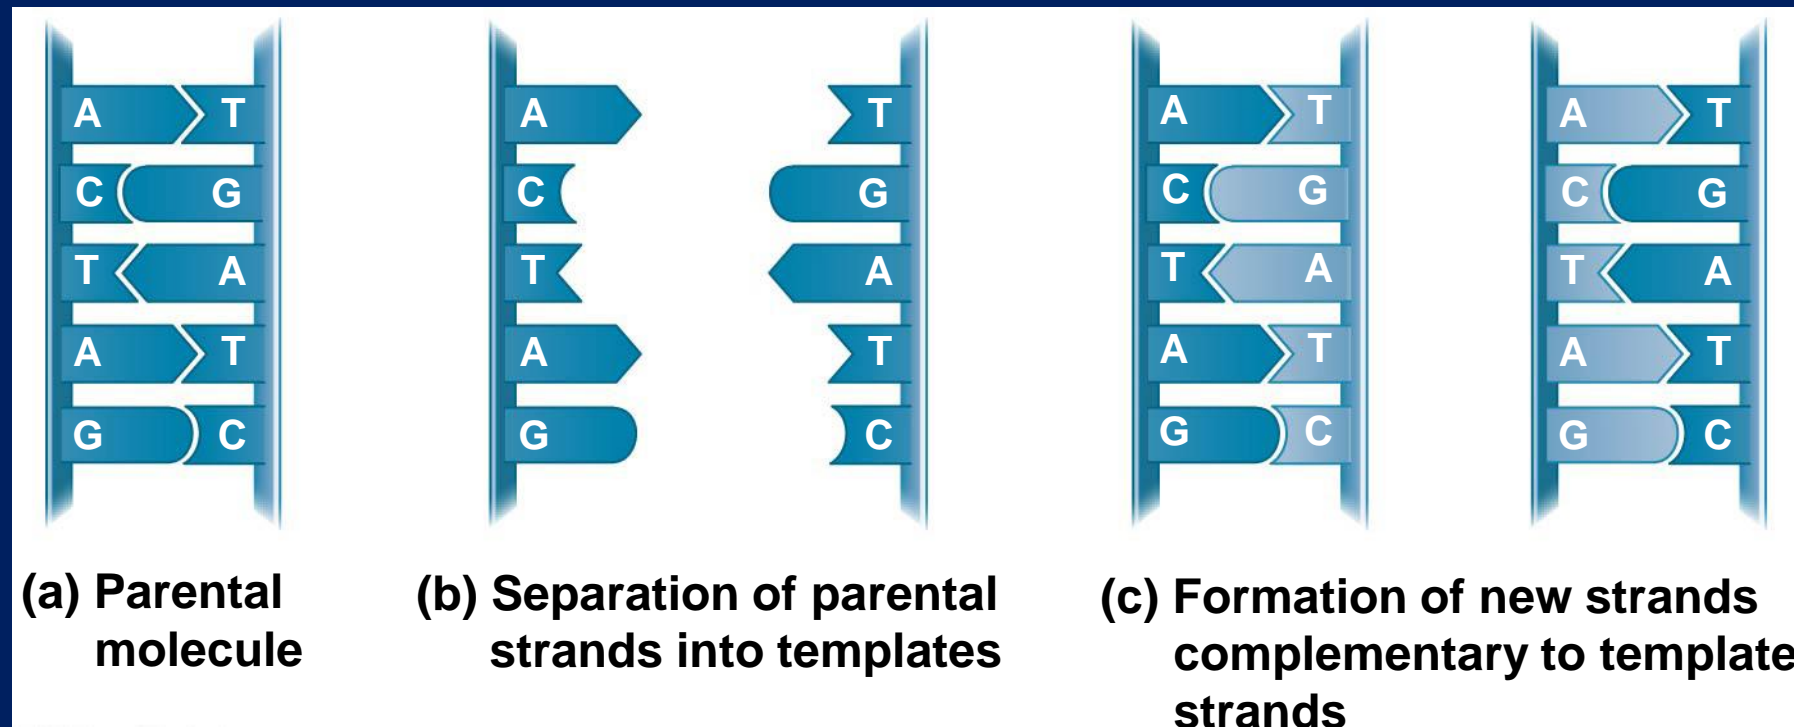 A T A T A T A T
C G C G C G C G
T A T A T A T A
A T A T A T A T
G C G C G C G C
(a) Parental
molecule
(b) Separation of parental
strands into templates
(c) Formation of new strands
complementary to template
strands